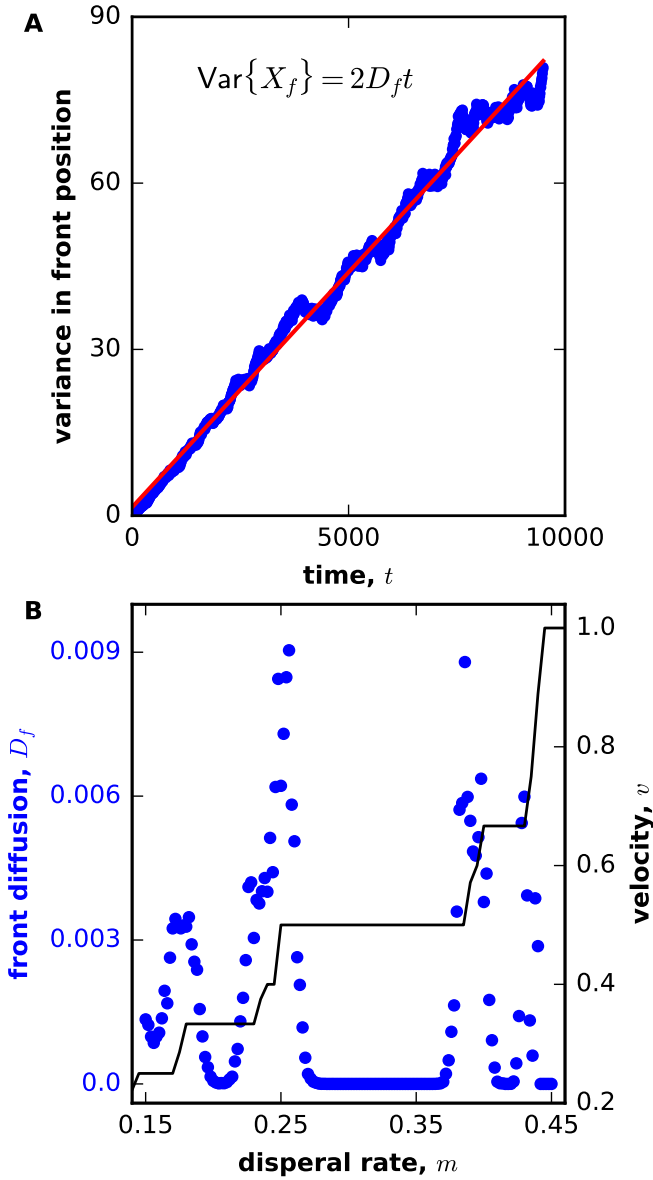 A
90
Var{X_f} = 2D_f t
60
30
0
0 5000 10000
variance in front position
time, t
B
0.009
0.006
0.003
0.0
front diffusion, D_f
1.0
0.8
0.6
0.4
0.2
velocity, v
0.15 0.25 0.35 0.45
disperal rate, m